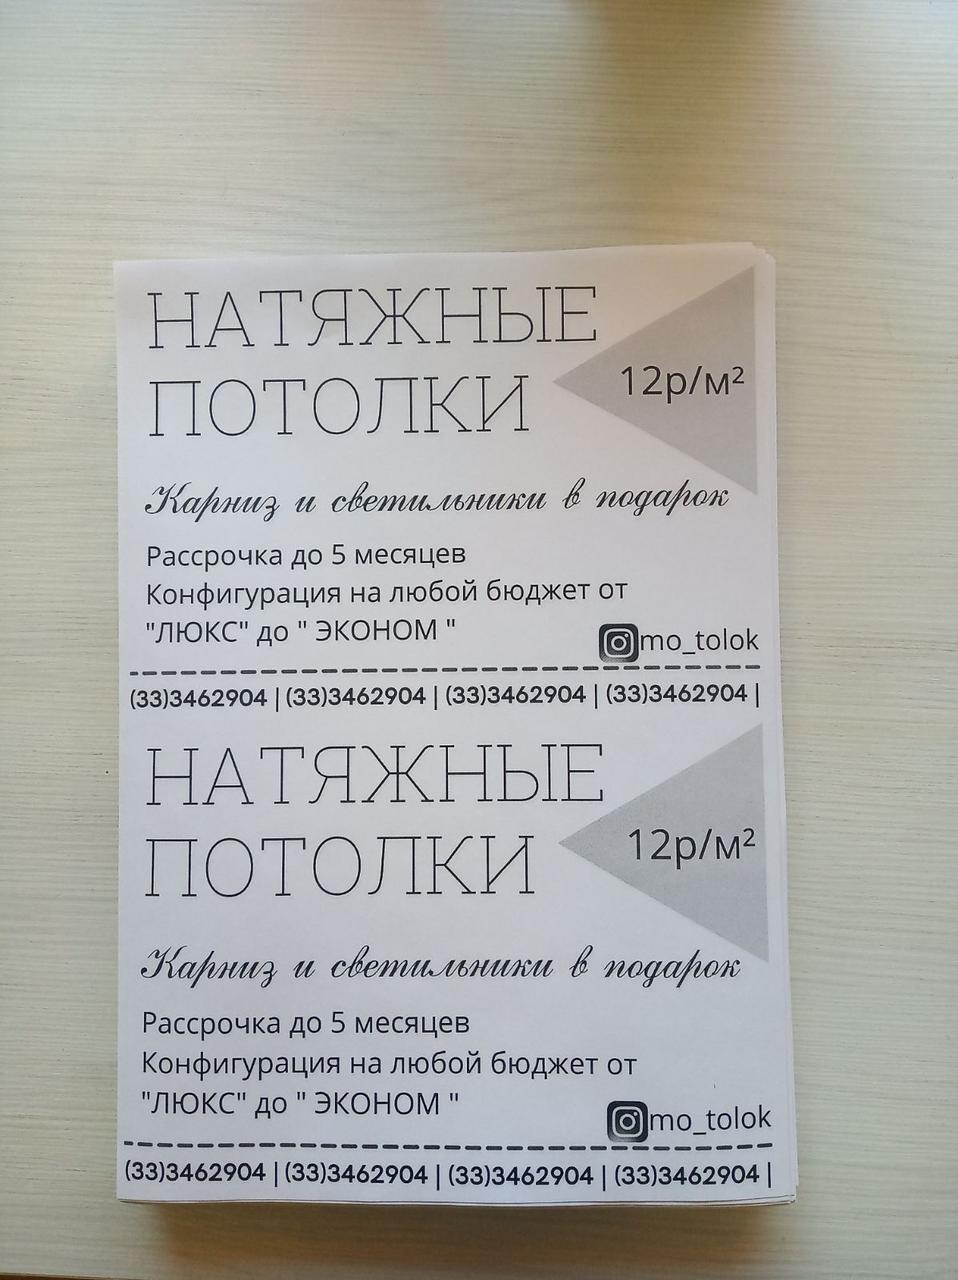 НАТЯЖНЫЕ
ПОТОЛКИ
12р/м²
Карниз и светильники в подарок
Рассрочка до 5 месяцев
Конфигурация на любой бюджет от
"ЛЮКС" до " ЭКОНОМ "
mo_tolok
(33)3462904 | (33)3462904 | (33)3462904 | (33)3462904 |
НАТЯЖНЫЕ
ПОТОЛКИ
12р/м²
Карниз и светильники в подарок
Рассрочка до 5 месяцев
Конфигурация на любой бюджет от
"ЛЮКС" до " ЭКОНОМ "
mo_tolok
(33)3462904 | (33)3462904 | (33)3462904 | (33)3462904 |